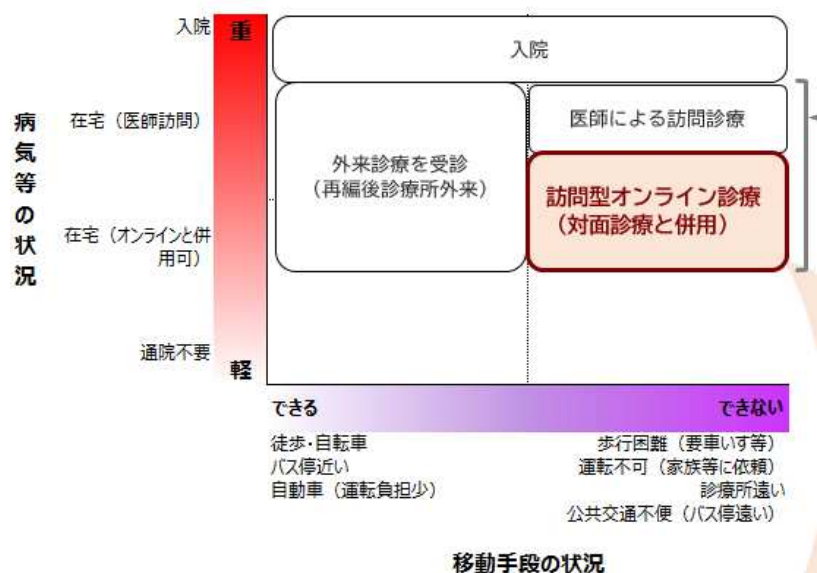 入院
重
入院
病気等の状況
在宅（医師訪問）
医師による訪問診療
外来診療を受診
（再編後診療所外来）
訪問型オンライン診療
（対面診療と併用）
在宅（オンラインと併
用可）
通院不要
軽
できる
できない
徒歩・自転車
バス停近い
自動車（運転負担少）
歩行困難（要車いす等）
運転不可（家族等に依頼）
診療所遠い
公共交通不便（バス停遠い）
移動手段の状況